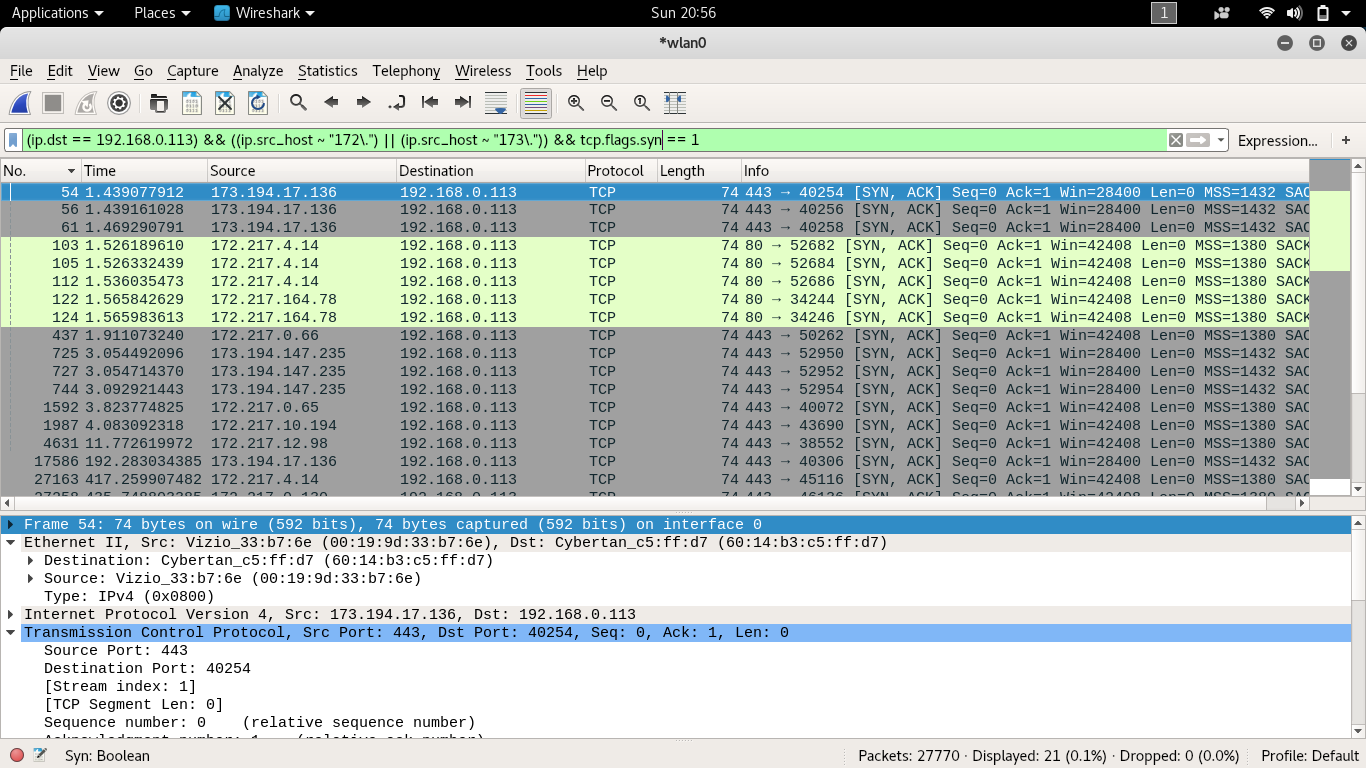 Applications Places Wireshark Sun 20:56 1
*wlan0
File Edit View Go Capture Analyze Statistics Telephony Wireless Tools Help
(ip.dst == 192.168.0.113) && ((ip.src_host ~ "172\.") || (ip.src_host ~ "173\.")) && tcp.flags.syn == 1 Expression... +
No. Time Source Destination Protocol Length Info
54 1.439077912 173.194.17.136 192.168.0.113 TCP 74 443 → 40254 [SYN, ACK] Seq=0 Ack=1 Win=28400 Len=0 MSS=1432 SAC
56 1.439161028 173.194.17.136 192.168.0.113 TCP 74 443 → 40256 [SYN, ACK] Seq=0 Ack=1 Win=28400 Len=0 MSS=1432 SAC
61 1.469290791 173.194.17.136 192.168.0.113 TCP 74 443 → 40258 [SYN, ACK] Seq=0 Ack=1 Win=28400 Len=0 MSS=1432 SAC
103 1.526189610 172.217.4.14 192.168.0.113 TCP 74 80 → 52682 [SYN, ACK] Seq=0 Ack=1 Win=42408 Len=0 MSS=1380 SACK
105 1.526332439 172.217.4.14 192.168.0.113 TCP 74 80 → 52684 [SYN, ACK] Seq=0 Ack=1 Win=42408 Len=0 MSS=1380 SACK
112 1.536035473 172.217.4.14 192.168.0.113 TCP 74 80 → 52686 [SYN, ACK] Seq=0 Ack=1 Win=42408 Len=0 MSS=1380 SACK
122 1.565842629 172.217.164.78 192.168.0.113 TCP 74 80 → 34244 [SYN, ACK] Seq=0 Ack=1 Win=42408 Len=0 MSS=1380 SACK
124 1.565983613 172.217.164.78 192.168.0.113 TCP 74 80 → 34246 [SYN, ACK] Seq=0 Ack=1 Win=42408 Len=0 MSS=1380 SACK
437 1.911073240 172.217.0.66 192.168.0.113 TCP 74 443 → 50262 [SYN, ACK] Seq=0 Ack=1 Win=42408 Len=0 MSS=1380 SAC
725 3.054492096 173.194.147.235 192.168.0.113 TCP 74 443 → 52950 [SYN, ACK] Seq=0 Ack=1 Win=28400 Len=0 MSS=1432 SAC
727 3.054714370 173.194.147.235 192.168.0.113 TCP 74 443 → 52952 [SYN, ACK] Seq=0 Ack=1 Win=28400 Len=0 MSS=1432 SAC
744 3.092921443 173.194.147.235 192.168.0.113 TCP 74 443 → 52954 [SYN, ACK] Seq=0 Ack=1 Win=28400 Len=0 MSS=1432 SAC
1592 3.823774825 172.217.0.65 192.168.0.113 TCP 74 443 → 40072 [SYN, ACK] Seq=0 Ack=1 Win=42408 Len=0 MSS=1380 SAC
1987 4.083092318 172.217.10.194 192.168.0.113 TCP 74 443 → 43690 [SYN, ACK] Seq=0 Ack=1 Win=42408 Len=0 MSS=1380 SAC
4631 11.772619972 172.217.12.98 192.168.0.113 TCP 74 443 → 38552 [SYN, ACK] Seq=0 Ack=1 Win=42408 Len=0 MSS=1380 SAC
17586 192.283034385 173.194.17.136 192.168.0.113 TCP 74 443 → 40306 [SYN, ACK] Seq=0 Ack=1 Win=28400 Len=0 MSS=1432 SAC
27163 417.259907482 172.217.4.14 192.168.0.113 TCP 74 443 → 45116 [SYN, ACK] Seq=0 Ack=1 Win=42408 Len=0 MSS=1380 SAC
Frame 54: 74 bytes on wire (592 bits), 74 bytes captured (592 bits) on interface 0
Ethernet II, Src: Vizio_33:b7:6e (00:19:9d:33:b7:6e), Dst: Cybertan_c5:ff:d7 (60:14:b3:c5:ff:d7)
Destination: Cybertan_c5:ff:d7 (60:14:b3:c5:ff:d7)
Source: Vizio_33:b7:6e (00:19:9d:33:b7:6e)
Type: IPv4 (0x0800)
Internet Protocol Version 4, Src: 173.194.17.136, Dst: 192.168.0.113
Transmission Control Protocol, Src Port: 443, Dst Port: 40254, Seq: 0, Ack: 1, Len: 0
Source Port: 443
Destination Port: 40254
[Stream index: 1]
[TCP Segment Len: 0]
Sequence number: 0 (relative sequence number)
Syn: Boolean Packets: 27770 · Displayed: 21 (0.1%) · Dropped: 0 (0.0%) Profile: Default